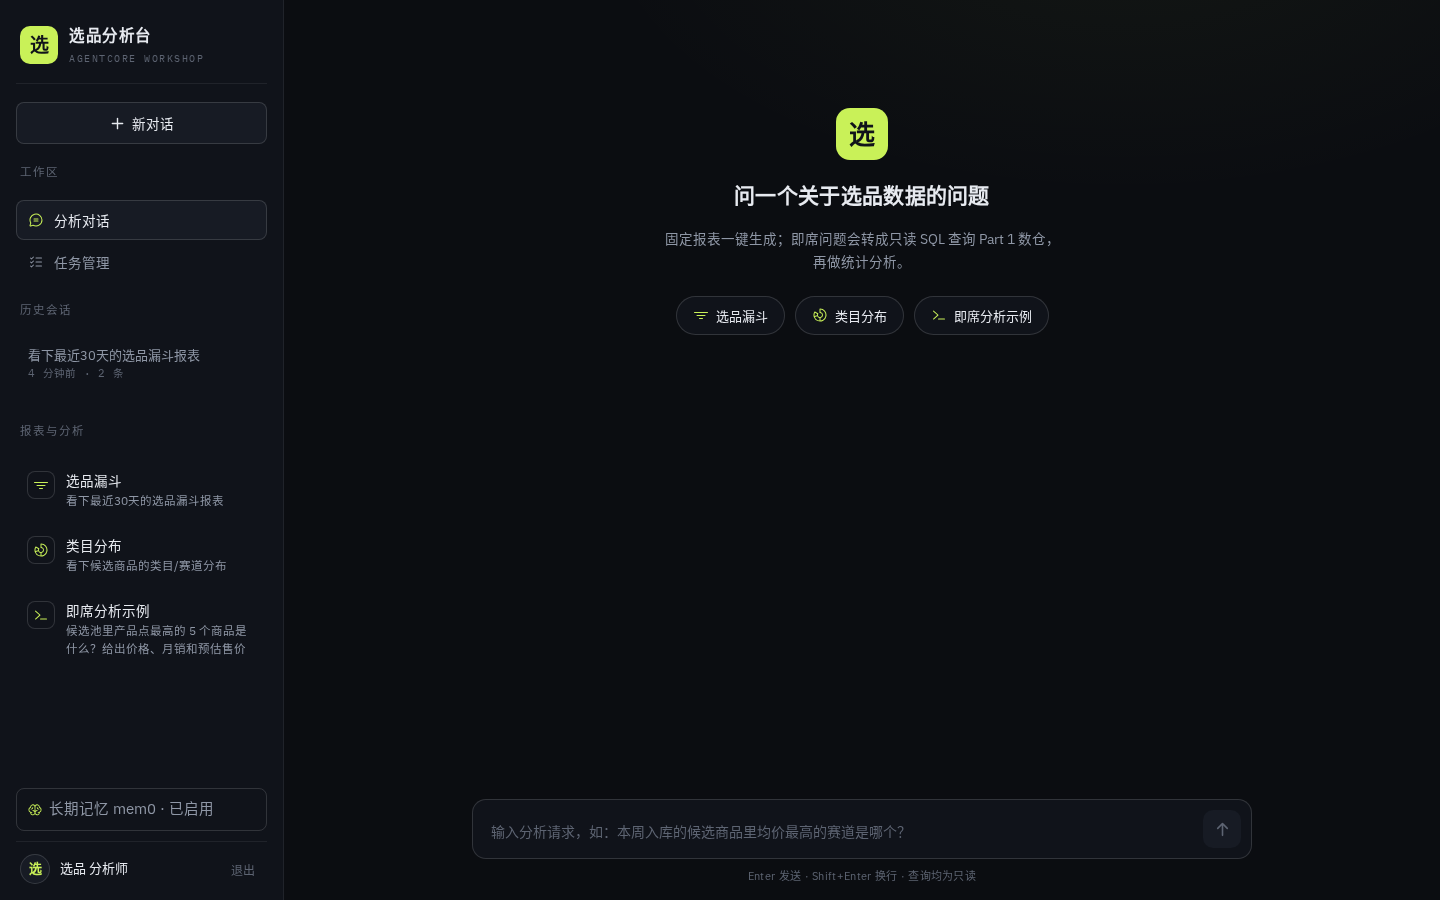 选
选品分析台
AGENTCORE WORKSHOP
新对话
工作区
分析对话
任务管理
历史会话
看下最近30天的选品漏斗报表
4 分钟前 · 2 条
报表与分析
选品漏斗
看下最近30天的选品漏斗报表
类目分布
看下候选商品的类目/赛道分布
即席分析示例
候选池里产品点最高的 5 个商品是
什么？给出价格、月销和预估售价
长期记忆 mem0 · 已启用
选
选品 分析师
退出
选
问一个关于选品数据的问题
固定报表一键生成；即席问题会转成只读 SQL 查询 Part 1 数仓，
再做统计分析。
选品漏斗
类目分布
即席分析示例
输入分析请求，如：本周入库的候选商品里均价最高的赛道是哪个？
Enter 发送 · Shift+Enter 换行 · 查询均为只读